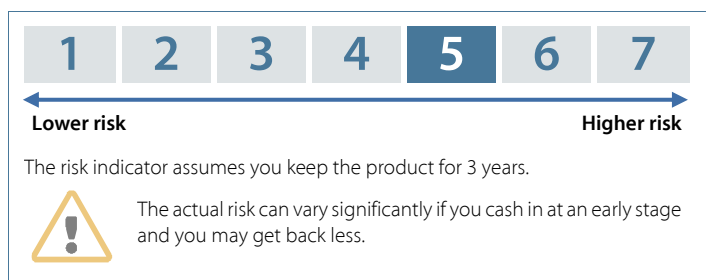 1 2 3 4 5 6 7
Lower risk Higher risk
The risk indicator assumes you keep the product for 3 years.
The actual risk can vary significantly if you cash in at an early stage
and you may get back less.